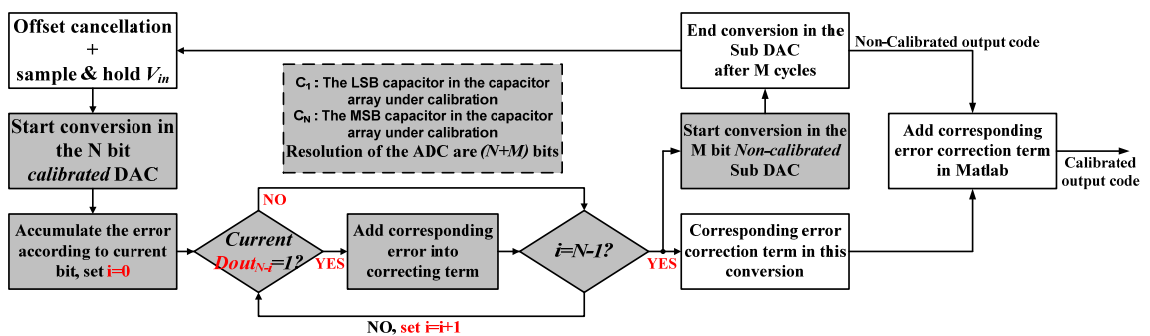 Offset cancellation
+
sample & hold Vin
Start conversion in
the N bit
calibrated DAC
Accumulate the error
according to current
bit, set i=0
Current
DoutN-i=1?
NO
YES
Add corresponding
error into
correcting term
i=N-1?
YES
NO, set i=i+1
C1 : The LSB capacitor in the capacitor
array under calibration
CN : The MSB capacitor in the capacitor
array under calibration
Resolution of the ADC are (N+M) bits
End conversion in the
Sub DAC
after M cycles
Non-Calibrated output code
Start conversion in the
M bit Non-calibrated
Sub DAC
Corresponding error
correction term in this
conversion
Add corresponding
error correction term
in Matlab
Calibrated
output code